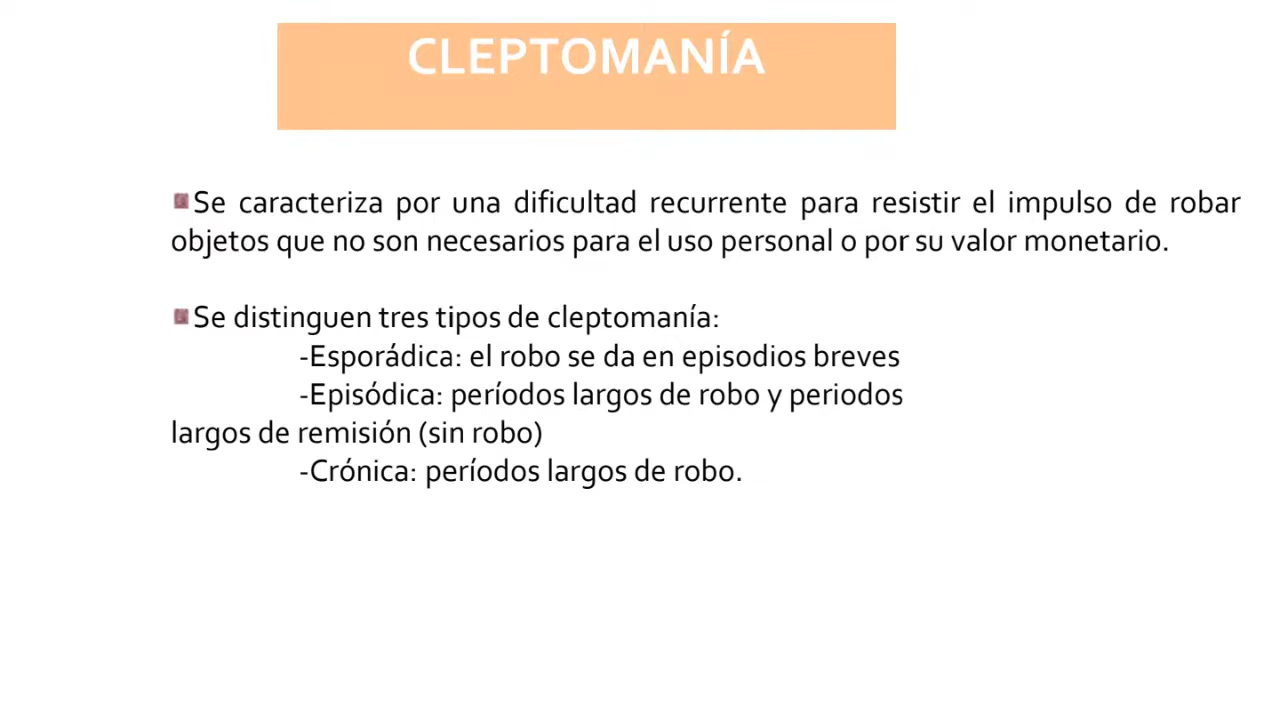 CLEPTOMANÍA
Se caracteriza por una dificultad recurrente para resistir el impulso de robar
objetos que no son necesarios para el uso personal o por su valor monetario.
Se distinguen tres tipos de cleptomanía:
-Esporádica: el robo se da en episodios breves
-Episódica: períodos largos de robo y periodos
largos de remisión (sin robo)
-Crónica: períodos largos de robo.